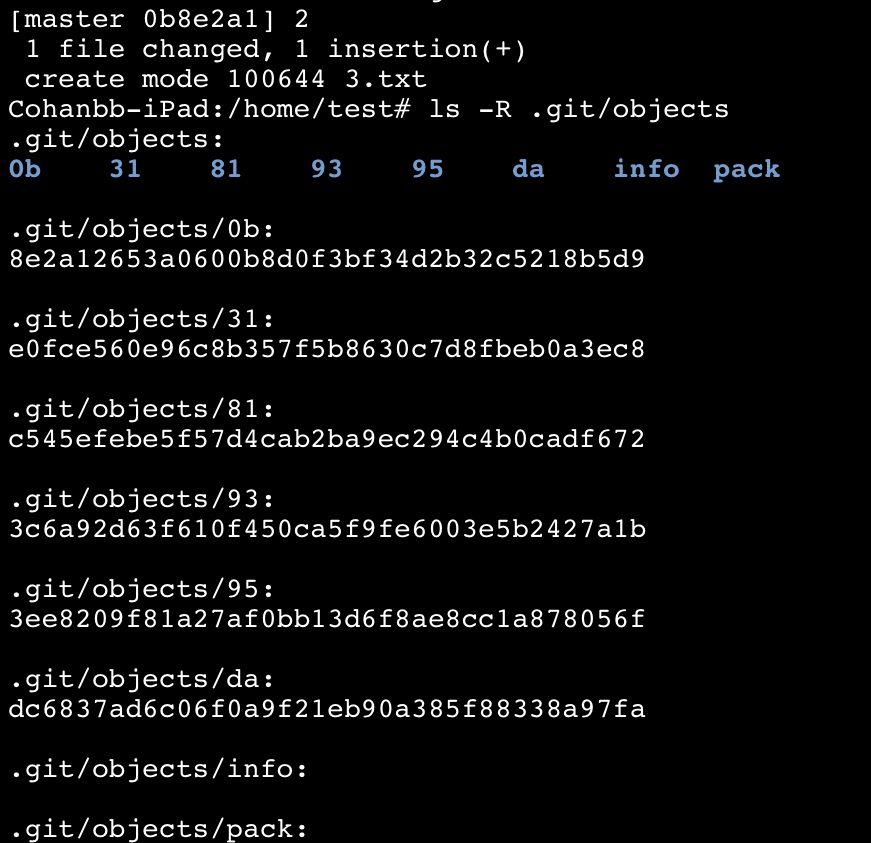 [master 0b8e2a1] 2
 1 file changed, 1 insertion(+)
 create mode 100644 3.txt
Cohanbb-iPad:/home/test# ls -R .git/objects
.git/objects:
0b    31    81    93    95    da    info  pack
.git/objects/0b:
8e2a12653a0600b8d0f3bf34d2b32c5218b5d9
.git/objects/31:
e0fce560e96c8b357f5b8630c7d8fbeb0a3ec8
.git/objects/81:
c545efebe5f57d4cab2ba9ec294c4b0cadf672
.git/objects/93:
3c6a92d63f610f450ca5f9fe6003e5b2427a1b
.git/objects/95:
3ee8209f81a27af0bb13d6f8ae8cc1a878056f
.git/objects/da:
dc6837ad6c06f0a9f21eb90a385f88338a97fa
.git/objects/info:
.git/objects/pack: